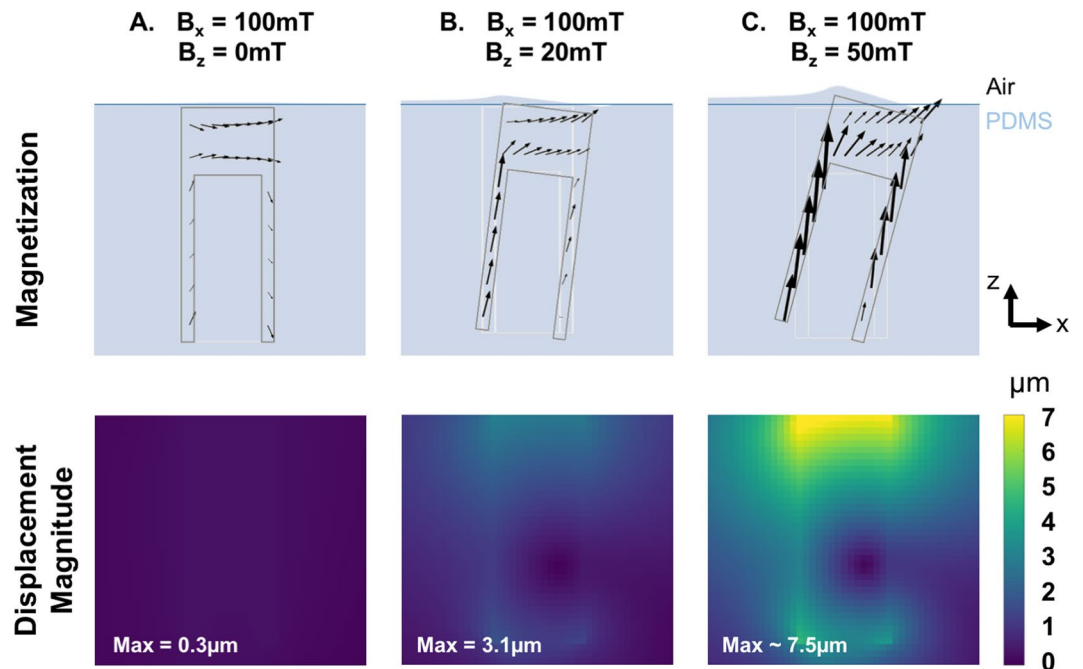 A. Bx = 100mT
Bz = 0mT
B. Bx = 100mT
Bz = 20mT
C. Bx = 100mT
Bz = 50mT
Magnetization
Air
PDMS
z
x
Displacement
Magnitude
Max = 0.3µm
Max = 3.1µm
Max ~ 7.5µm
µm
7
6
5
4
3
2
1
0